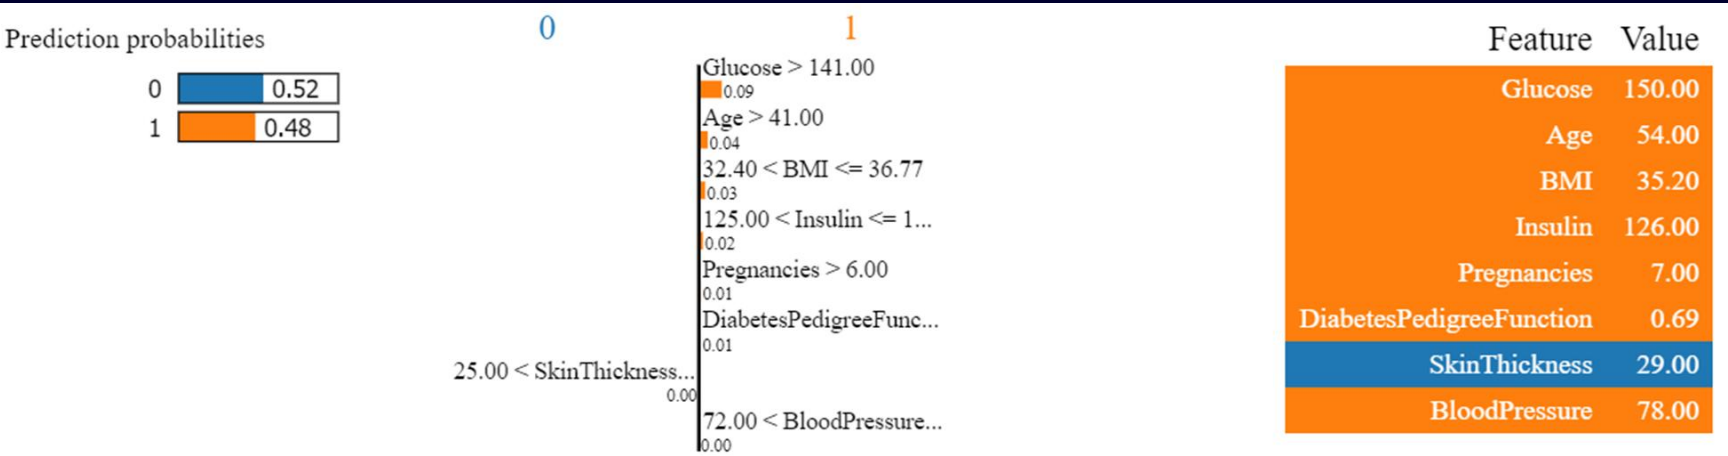 Prediction probabilities
0 0.52
1 0.48
0 1
Glucose > 141.00
0.09
Age > 41.00
0.04
32.40 < BMI <= 36.77
0.03
125.00 < Insulin <= 1...
0.02
Pregnancies > 6.00
0.01
DiabetesPedigreeFunc...
0.01
25.00 < SkinThickness...
0.00
72.00 < BloodPressure...
0.00
Feature Value
Glucose 150.00
Age 54.00
BMI 35.20
Insulin 126.00
Pregnancies 7.00
DiabetesPedigreeFunction 0.69
SkinThickness 29.00
BloodPressure 78.00